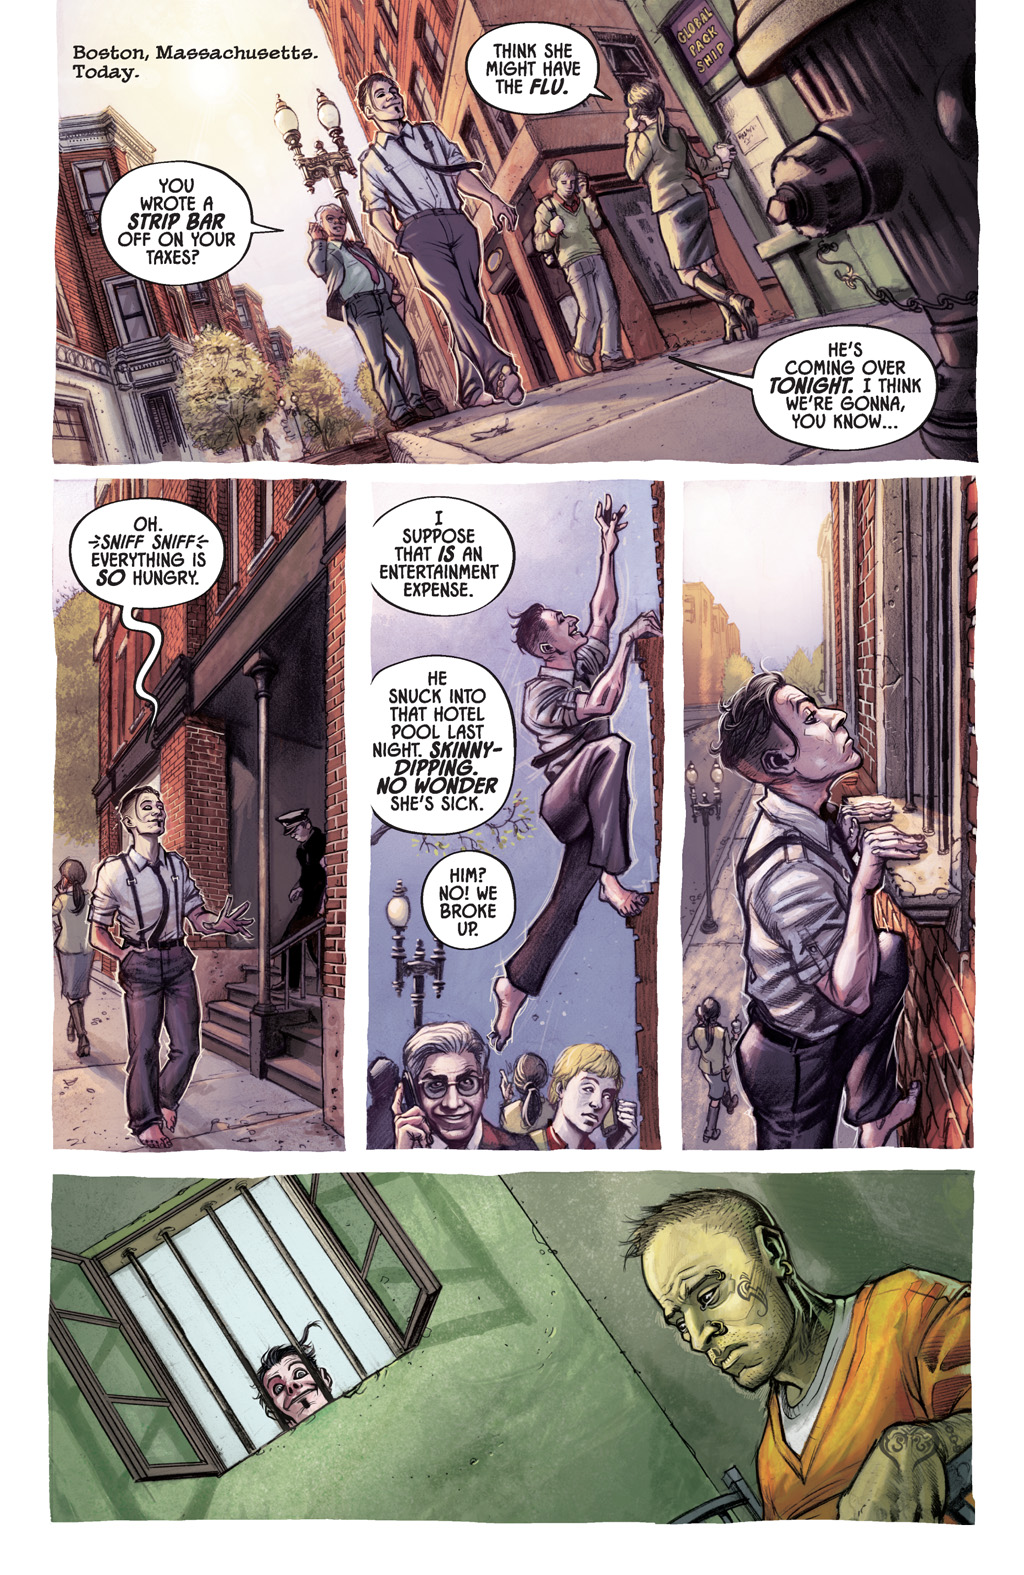 Boston, Massachusetts.
Today.
THINK SHE
MIGHT HAVE
THE FLU.
GLOBAL
PACK
SHIP
YOU
WROTE A
STRIP BAR
OFF ON YOUR
TAXES?
HE'S
COMING OVER
TONIGHT. I THINK
WE'RE GONNA,
YOU KNOW...
OH.
SNIFF SNIFF
EVERYTHING IS
SO HUNGRY.
I
SUPPOSE
THAT IS AN
ENTERTAINMENT
EXPENSE.
HE
SNUCK INTO
THAT HOTEL
POOL LAST
NIGHT. SKINNY-
DIPPING.
NO WONDER
SHE'S SICK.
HIM?
NO! WE
BROKE
UP.